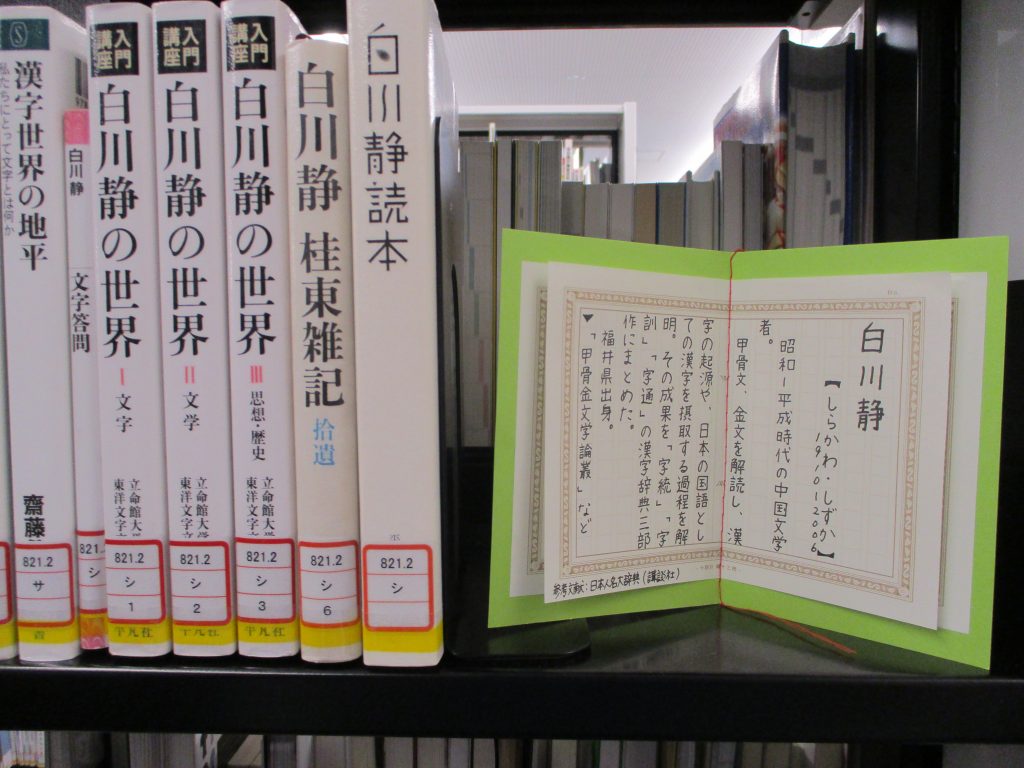 漢字世界の地平
私たちにとって文字とは何か
齋藤
821.2
サ
白川静
文字答問
821.
シ
入門講座
白川静の世界
I 文字
立命館大学
東洋文字文
821.2
シ
1
平凡社
入門講座
白川静の世界
II 文学
立命館大学
東洋文字文
821.2
シ
2
平凡社
入門講座
白川静の世界
III 思想・歴史
立命館大学
東洋文字文
821.2
シ
3
平凡社
白川静 桂東雑記
拾遺
821.2
シ
6
平凡社
白川静読本
821.2
シ
白川静
【しらかわ・しずか】
1910-2006
昭和-平成時代の中国文学
者。
甲骨文、金文を解読し、漢
字の起源や、日本の国語とし
ての漢字を摂取する過程を解
明。その成果を「字統」「字
訓」「字通」の漢字辞典三部
作にまとめた。
福井県出身。
▼「甲骨金文学論叢」など
参考文献:日本人名大辞典(講談社)